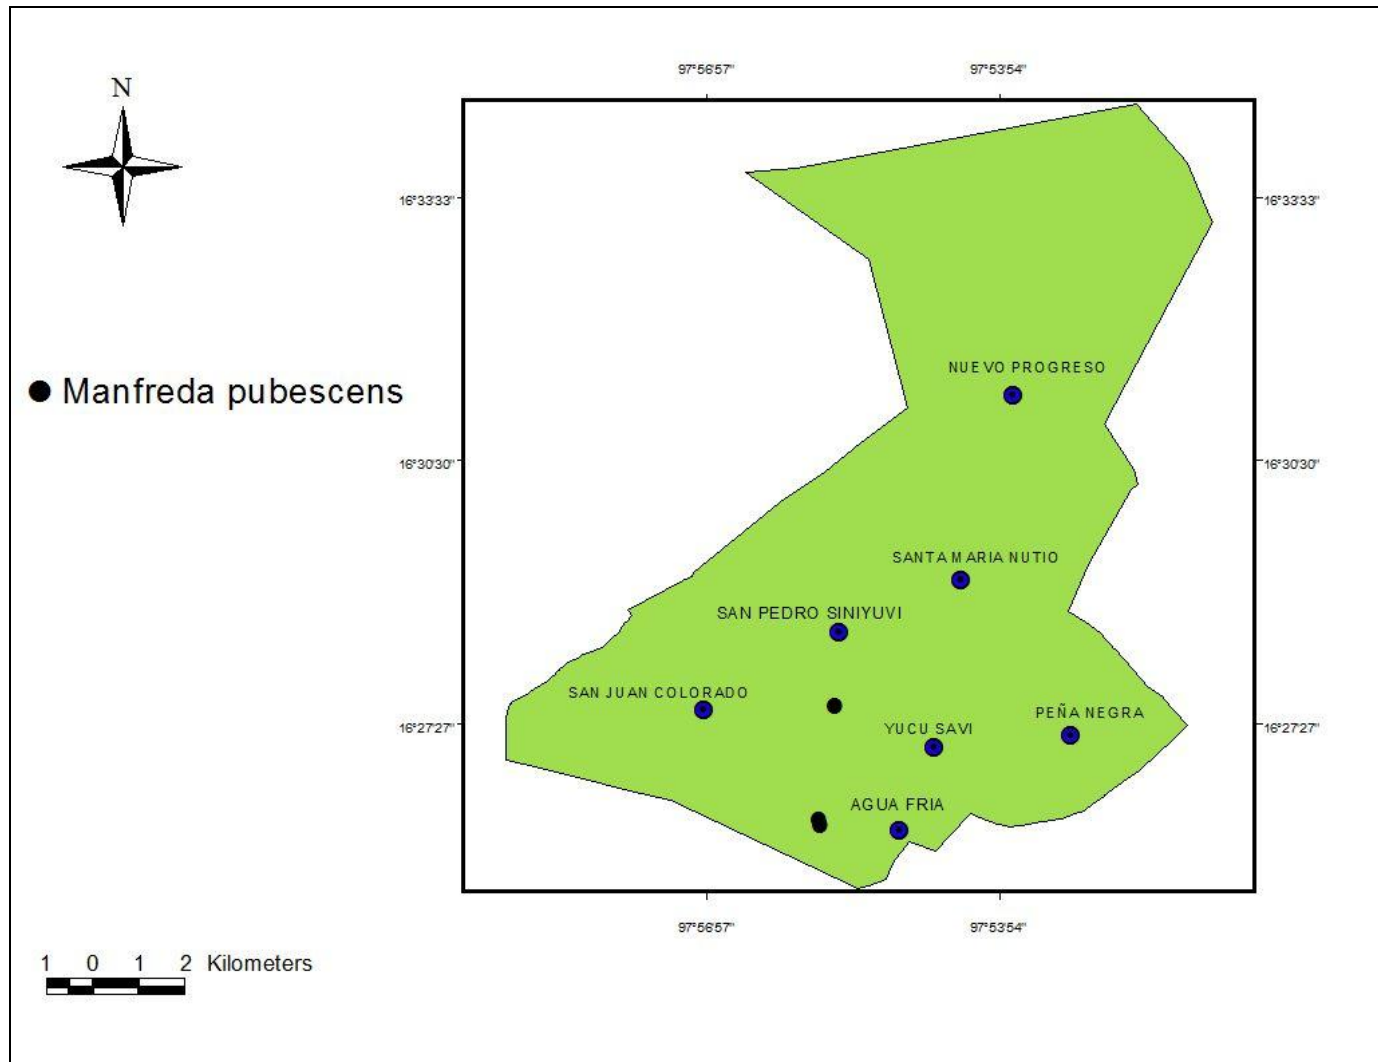 97°56'57"
97°53'54"
N
16°33'33"
16°33'33"
NUEVO PROGRESO
Manfreda pubescens
16°30'30"
16°30'30"
SANTA MARIA NUTIO
SAN PEDRO SINIYUVI
SAN JUAN COLORADO
PEÑA NEGRA
16°27'27"
YUCU SAVI
16°27'27"
AGUA FRIA
97°56'57"
97°53'54"
1 0 1 2 Kilometers